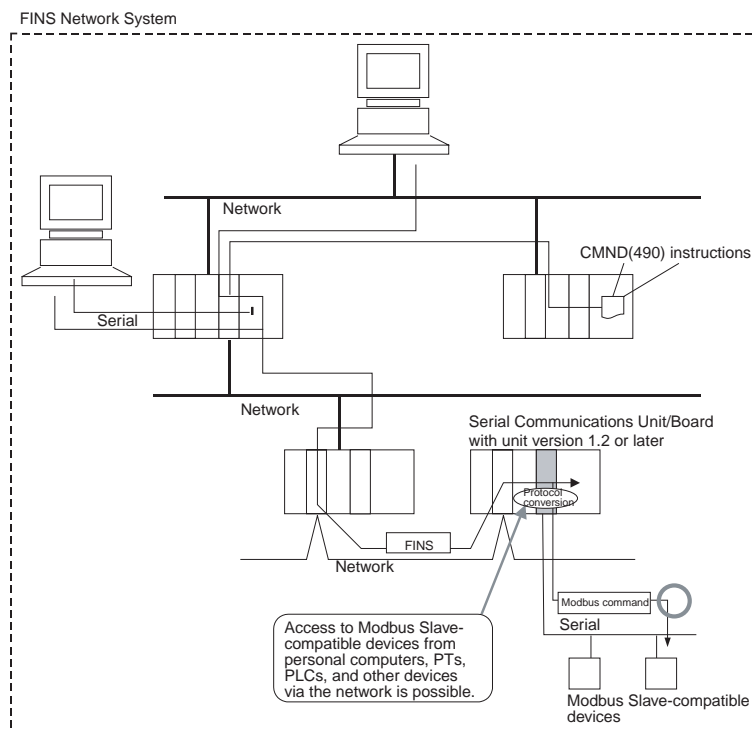 FINS Network System
Network
CMND(490) instructions
Serial
Network
Serial Communications Unit/Board
with unit version 1.2 or later
Protocol
conversion
FINS
Network
Modbus command
Serial
Access to Modbus Slave-
compatible devices from
personal computers, PTs,
PLCs, and other devices
via the network is possible.
Modbus Slave-compatible
devices